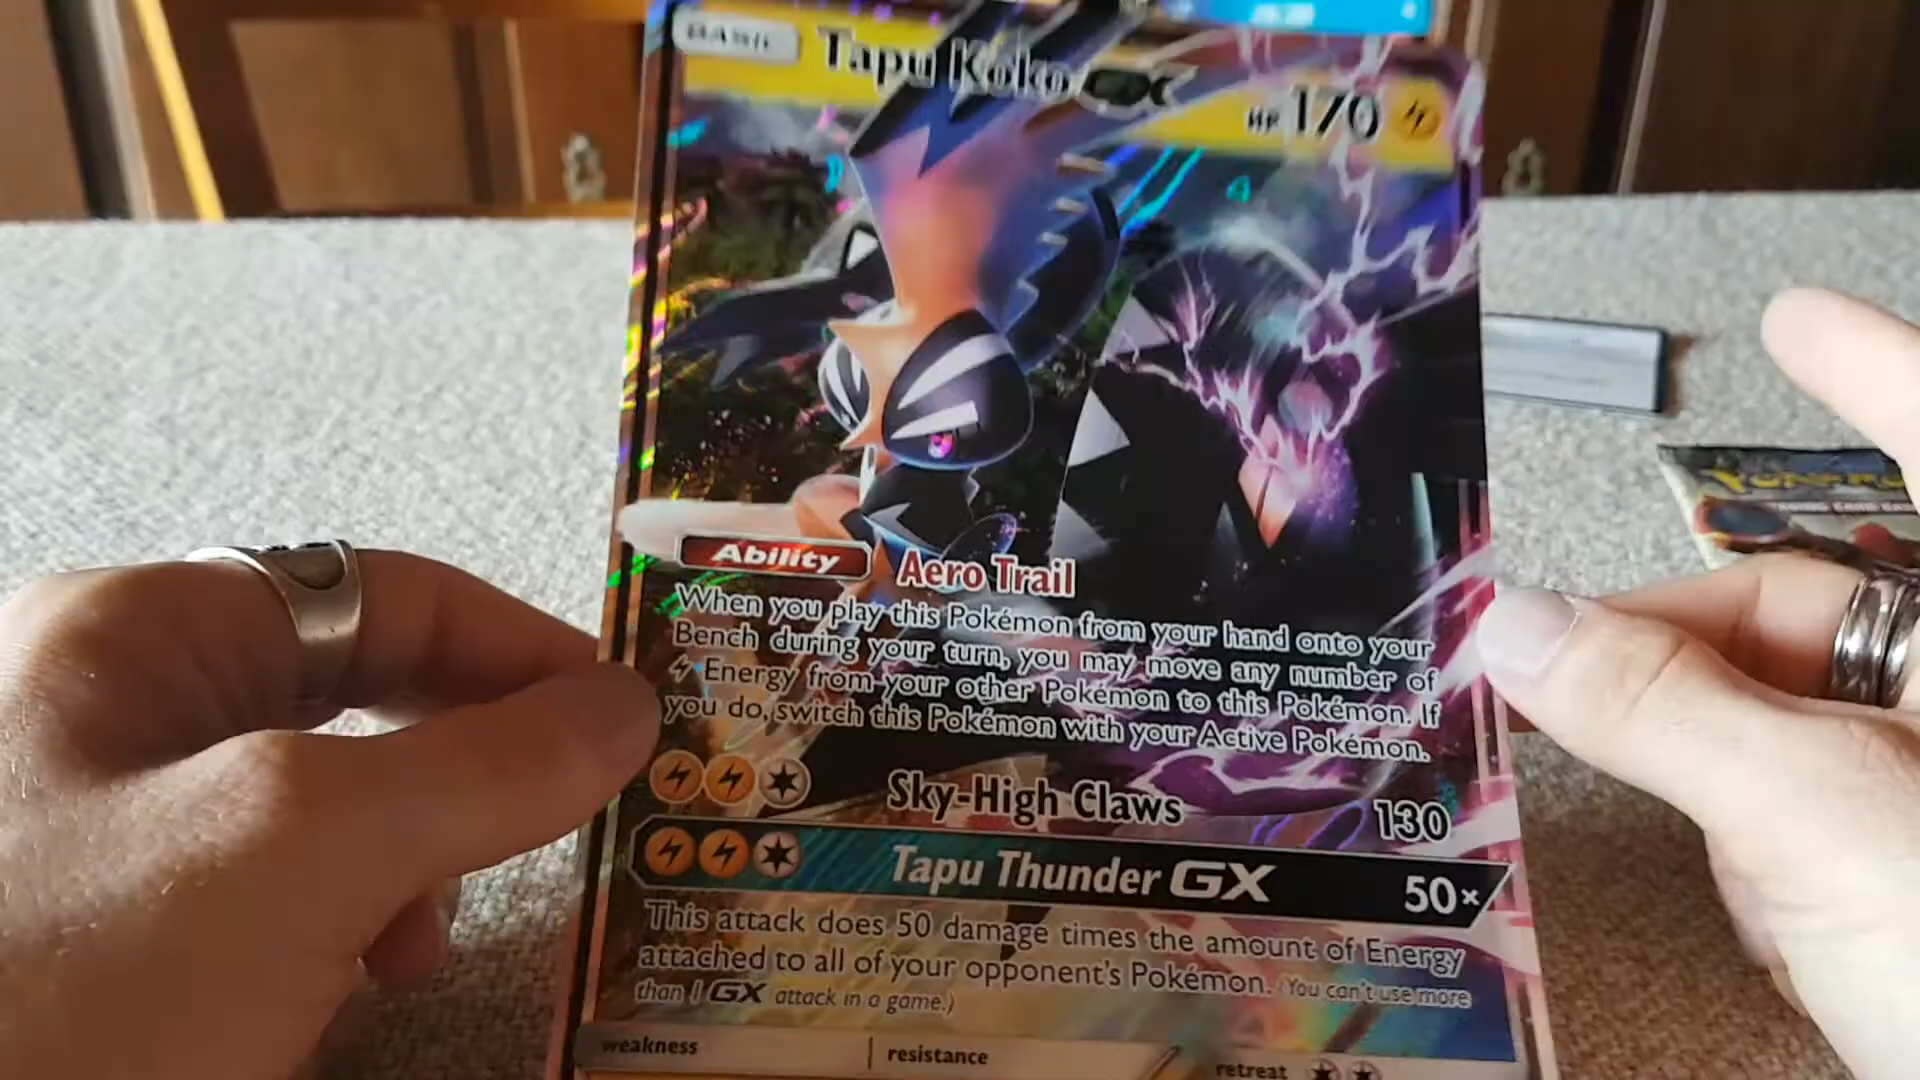 BASIC
Tapu Koko GX
HP 170
Ability Aero Trail
When you play this Pokémon from your hand onto your
Bench during your turn, you may move any number of
Energy from your other Pokémon to this Pokémon. If
you do, switch this Pokémon with your Active Pokémon.
Sky-High Claws 130
Tapu Thunder GX 50×
This attack does 50 damage times the amount of Energy
attached to all of your opponent's Pokémon. (You can't use more
than 1 GX attack in a game.)
weakness resistance retreat